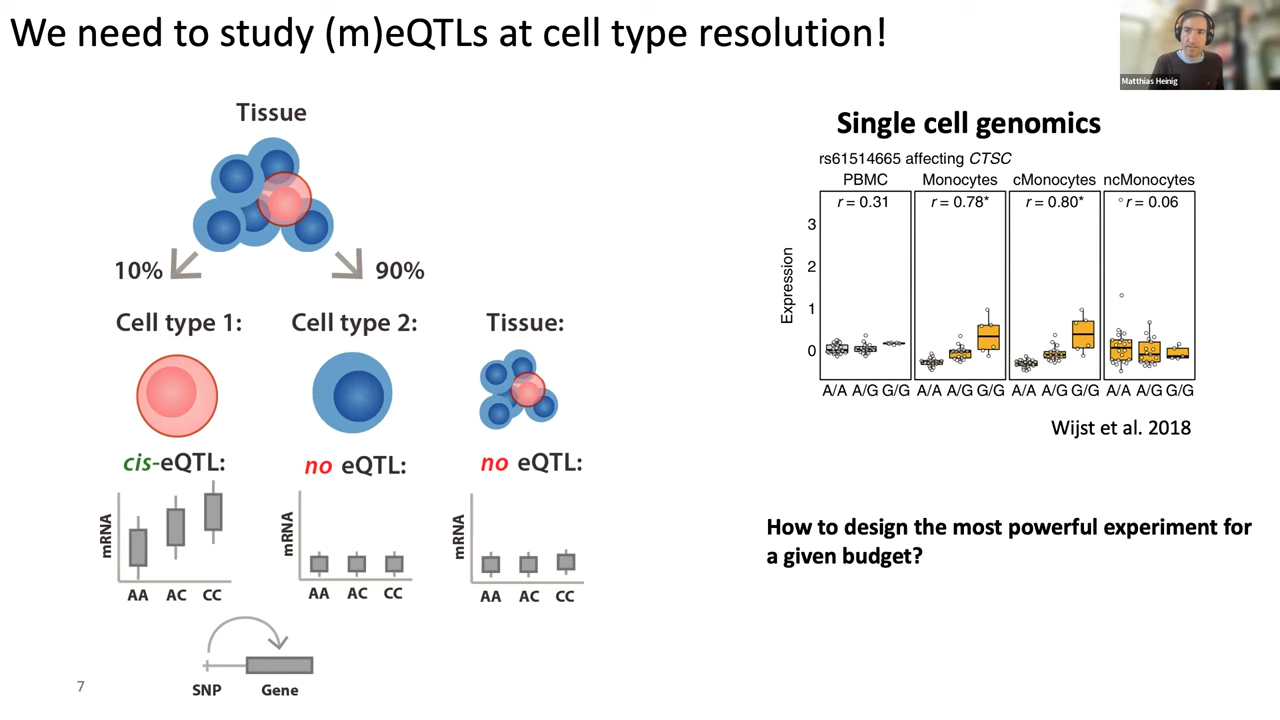 We need to study (m)eQTLs at cell type resolution!
Matthias Heinig
Tissue
10%
90%
Cell type 1:
Cell type 2:
Tissue:
cis-eQTL:
no eQTL:
no eQTL:
mRNA
AA AC CC
mRNA
AA AC CC
mRNA
AA AC CC
SNP
Gene
7
Single cell genomics
rs61514665 affecting CTSC
PBMC Monocytes cMonocytes ncMonocytes
r = 0.31 r = 0.78* r = 0.80* r = 0.06
Expression
3
2
1
0
A/A A/G G/G A/A A/G G/G A/A A/G G/G A/A A/G G/G
Wijst et al. 2018
How to design the most powerful experiment for
a given budget?